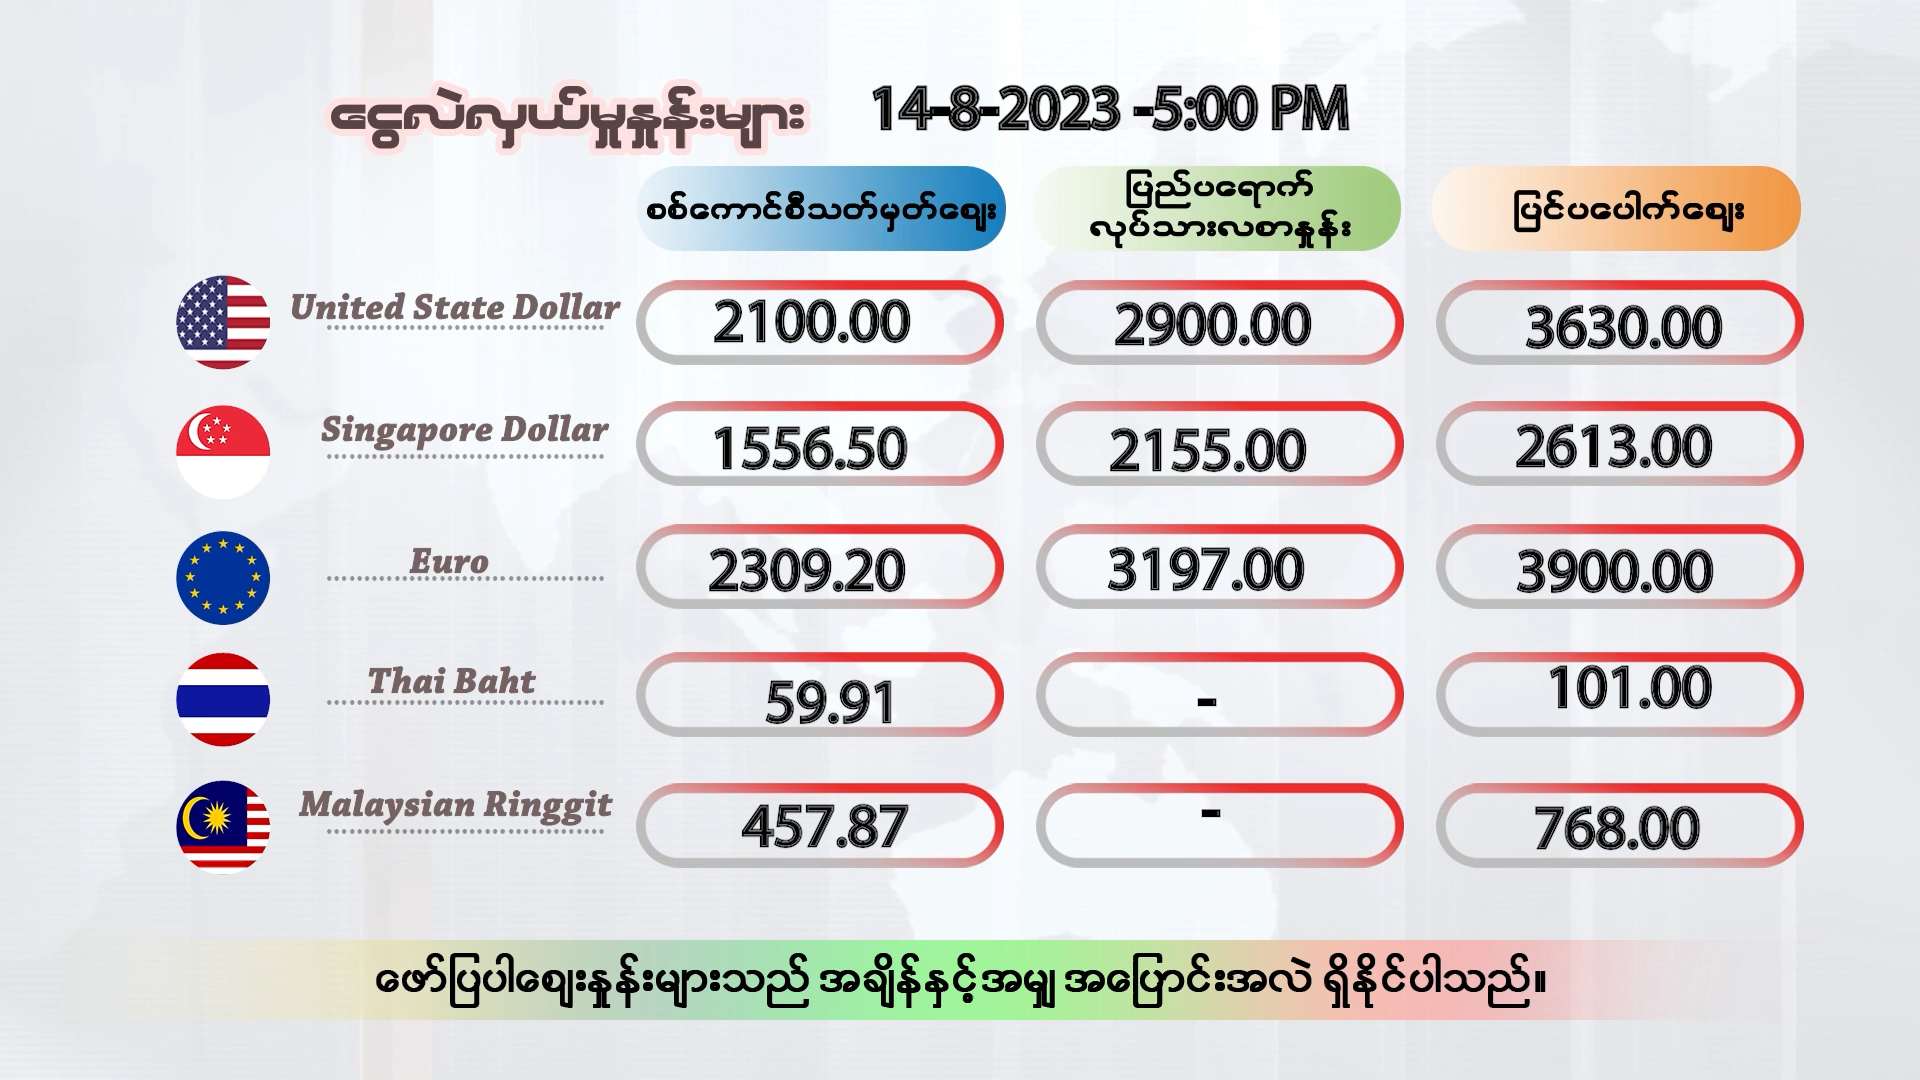 ငွေလဲလှယ်မှုနှုန်းများ 14-8-2023 -5:00 PM
စစ်ကောင်စီသတ်မှတ်ဈေး
ပြည်ပရောက်
လုပ်သားလစာနှုန်း
ပြင်ပပေါက်ဈေး
United State Dollar 2100.00 2900.00 3630.00
Singapore Dollar 1556.50 2155.00 2613.00
Euro 2309.20 3197.00 3900.00
Thai Baht 59.91 - 101.00
Malaysian Ringgit 457.87 - 768.00
ဖော်ပြပါဈေးနှုန်းများသည် အချိန်နှင့်အမျှ အပြောင်းအလဲ ရှိနိုင်ပါသည်။